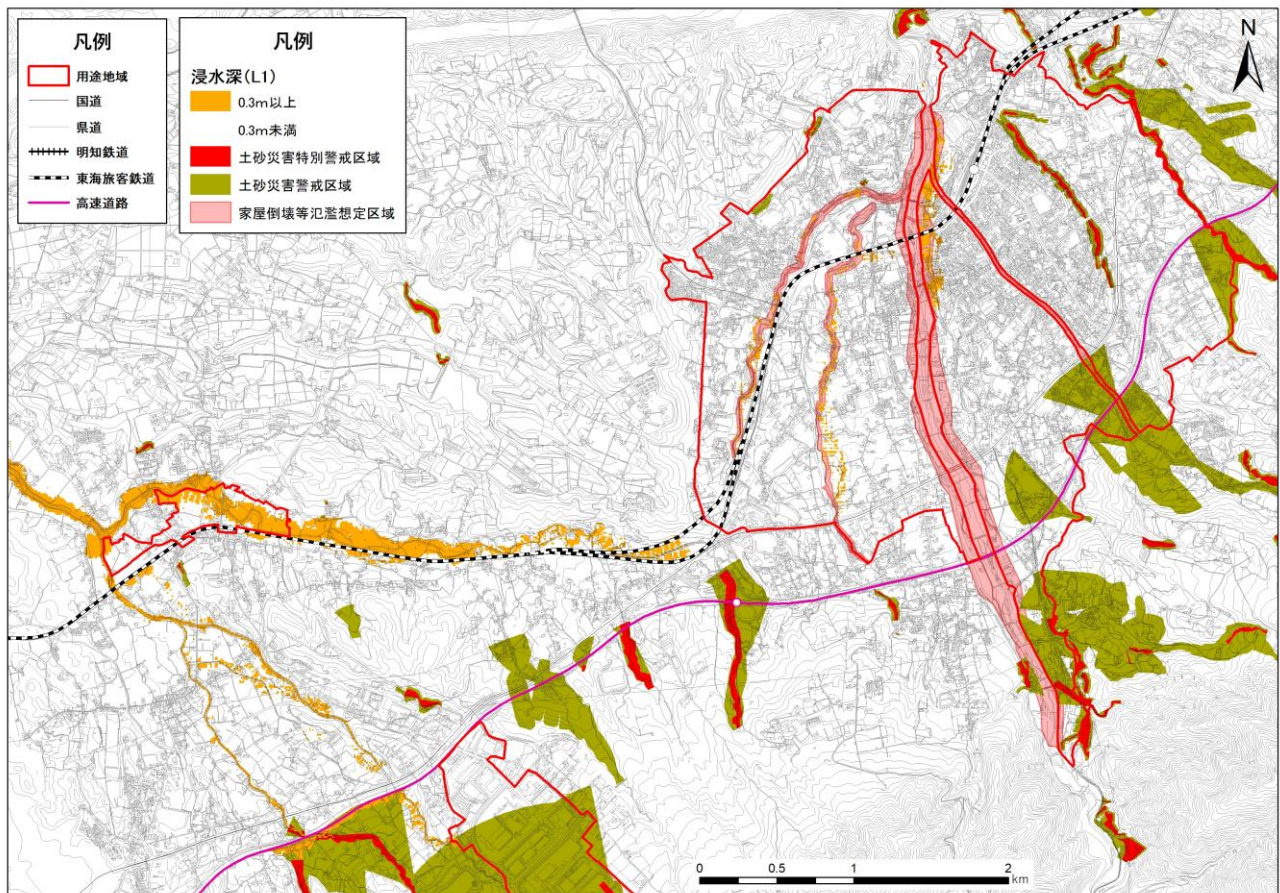 凡例
用途地域
国道
県道
明知鉄道
東海旅客鉄道
高速道路
凡例
浸水深(L1)
0.3m以上
0.3m未満
土砂災害特別警戒区域
土砂災害警戒区域
家屋倒壊等氾濫想定区域
N
0 0.5 1 2
km